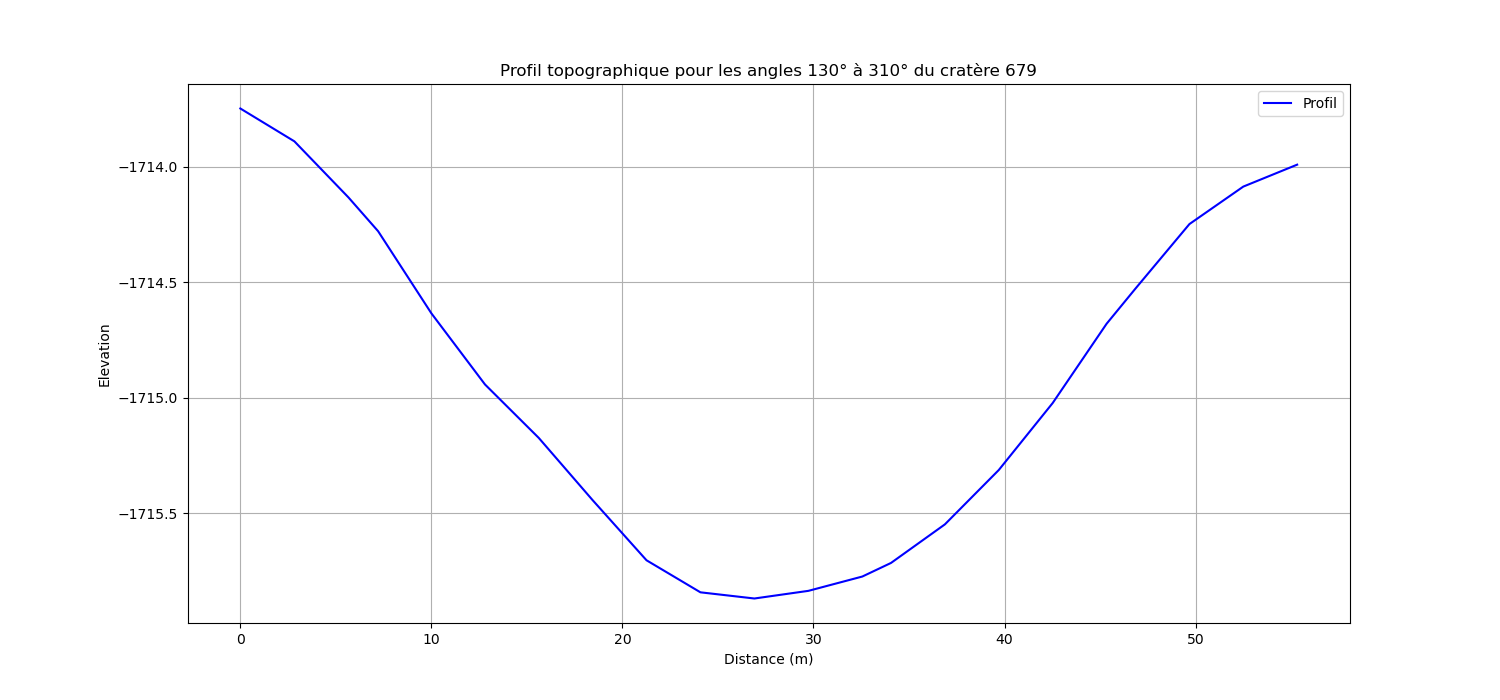 Profil topographique pour les angles 130° à 310° du cratère 679
Profil
−1714.0
−1714.5
−1715.0
−1715.5
Elevation
0 10 20 30 40 50
Distance (m)